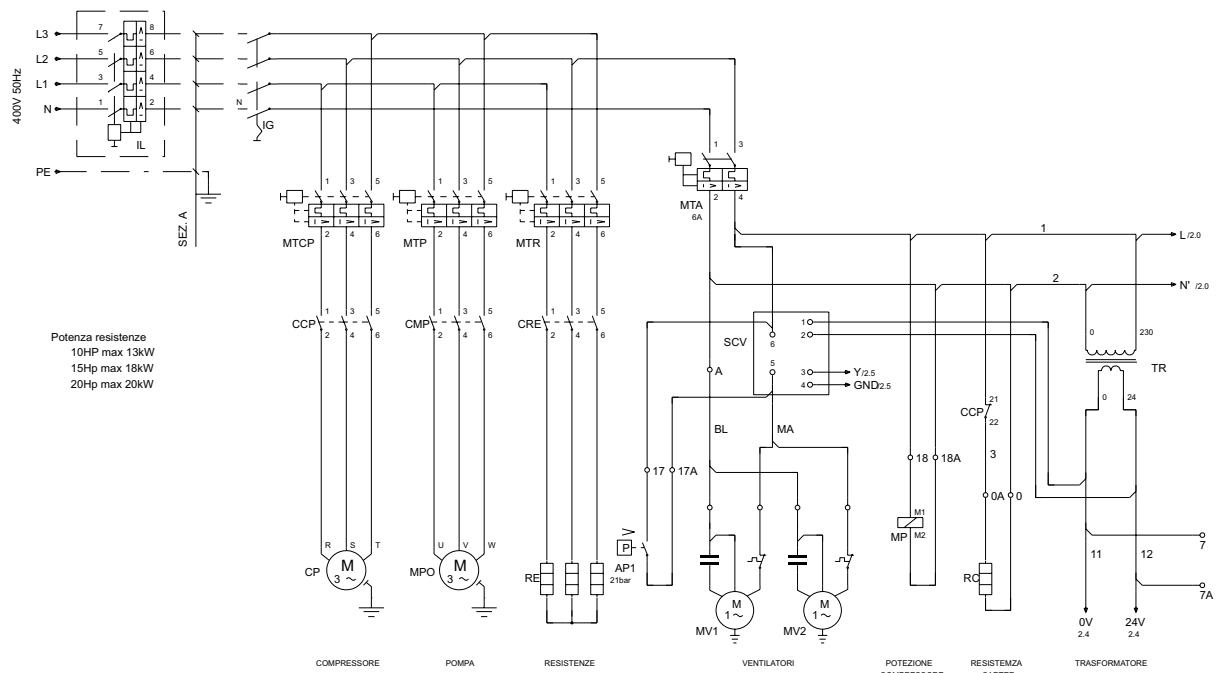 400V 50Hz
L3 7 8
L2 5 6
L1 3 4
N 1 2 N
IL IG
PE
SEZ. A
1 3
MTA
6A
2 4
1 3 5 1 3 5 1 3 5
MTCP MTP MTR
2 4 6 2 4 6 2 4 6
1 L/2.0
2 N' /2.0
1 3 5 1 3 5 1 3 5
CCP CMP CRE
2 4 6 2 4 6 2 4 6
Potenza resistenze
10HP max 13kW
15Hp max 18kW
20Hp max 20kW
SCV 6 1
2
5 3 Y/2.5
4 GND/2.5
0 230
TR
0 24
A
BL MA
CCP 21
22
3
17 17A
18 18A
0A 0
MP M1
M2
P
AP1
21bar
R S T
CP M
3 ~
U V W
MPO M
3 ~
RE
MV1 M
1 ~
MV2 M
1 ~
RC
11 12
7
7A
0V
2.4
24V
2.4
COMPRESSORE POMPA RESISTENZE VENTILATORI POTEZIONE RESISTEMZA TRASFORMATORE